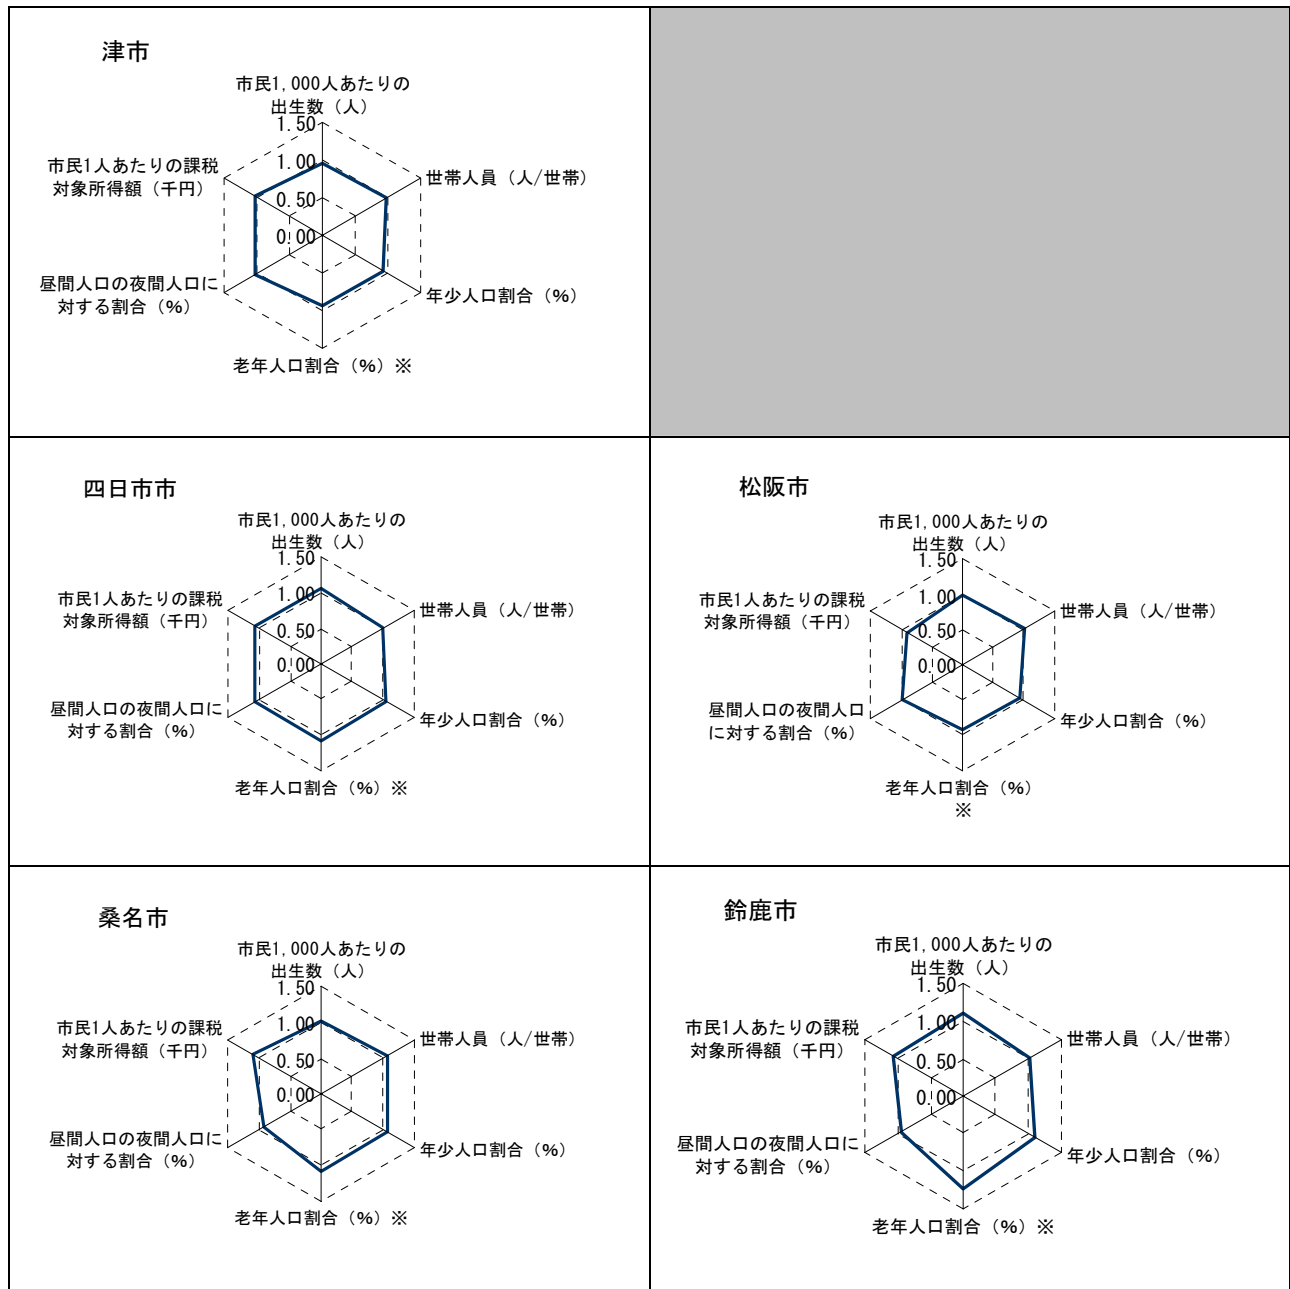 津市
市民1,000人あたりの
出生数（人）
1.50
1.00
0.50
0.00
市民1人あたりの課税
対象所得額（千円）
世帯人員（人/世帯）
昼間人口の夜間人口に
対する割合（%）
年少人口割合（%）
老年人口割合（%）※
四日市市
市民1,000人あたりの
出生数（人）
1.50
1.00
0.50
0.00
市民1人あたりの課税
対象所得額（千円）
世帯人員（人/世帯）
昼間人口の夜間人口に
対する割合（%）
年少人口割合（%）
老年人口割合（%）※
松阪市
市民1,000人あたりの
出生数（人）
1.50
1.00
0.50
0.00
市民1人あたりの課税
対象所得額（千円）
世帯人員（人/世帯）
昼間人口の夜間人口
に対する割合（%）
年少人口割合（%）
老年人口割合（%）
※
桑名市
市民1,000人あたりの
出生数（人）
1.50
1.00
0.50
0.00
市民1人あたりの課税
対象所得額（千円）
世帯人員（人/世帯）
昼間人口の夜間人口に
対する割合（%）
年少人口割合（%）
老年人口割合（%）※
鈴鹿市
市民1,000人あたりの
出生数（人）
1.50
1.00
0.50
0.00
市民1人あたりの課税
対象所得額（千円）
世帯人員（人/世帯）
昼間人口の夜間人口に
対する割合（%）
年少人口割合（%）
老年人口割合（%）※